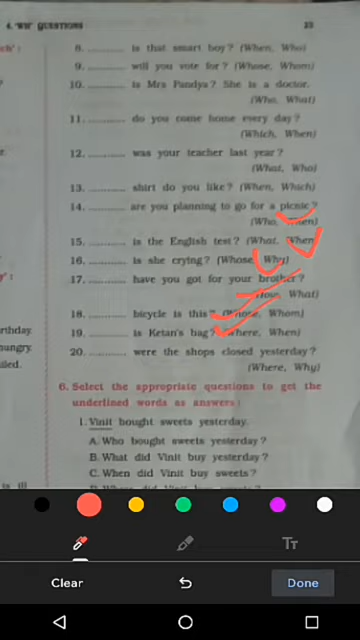 4. 'WH' QUESTIONS 23
8. is that smart boy? (When, Who)
9. will you vote for? (Whose, Whom)
10. is Mrs Pandya? She is a doctor.
(Who, What)
11. do you come home every day?
(Which, When)
12. was your teacher last year?
(What, Who)
13. shirt do you like? (When, Which)
14. are you planning to go for a picnic?
(Who, When)
15. is the English test? (What, When)
16. is she crying? (Whose, Why)
17. have you got for your brother?
What)
18. bicycle is this? (Whose, Whom)
19. is Ketan's bag? (Where, When)
20. were the shops closed yesterday?
(Where, Why)
6. Select the appropriate questions to get the
underlined words as answers:
1. Vinit bought sweets yesterday.
A. Who bought sweets yesterday?
B. What did Vinit buy yesterday?
C. When did Vinit buy sweets?
Tt
Clear Done